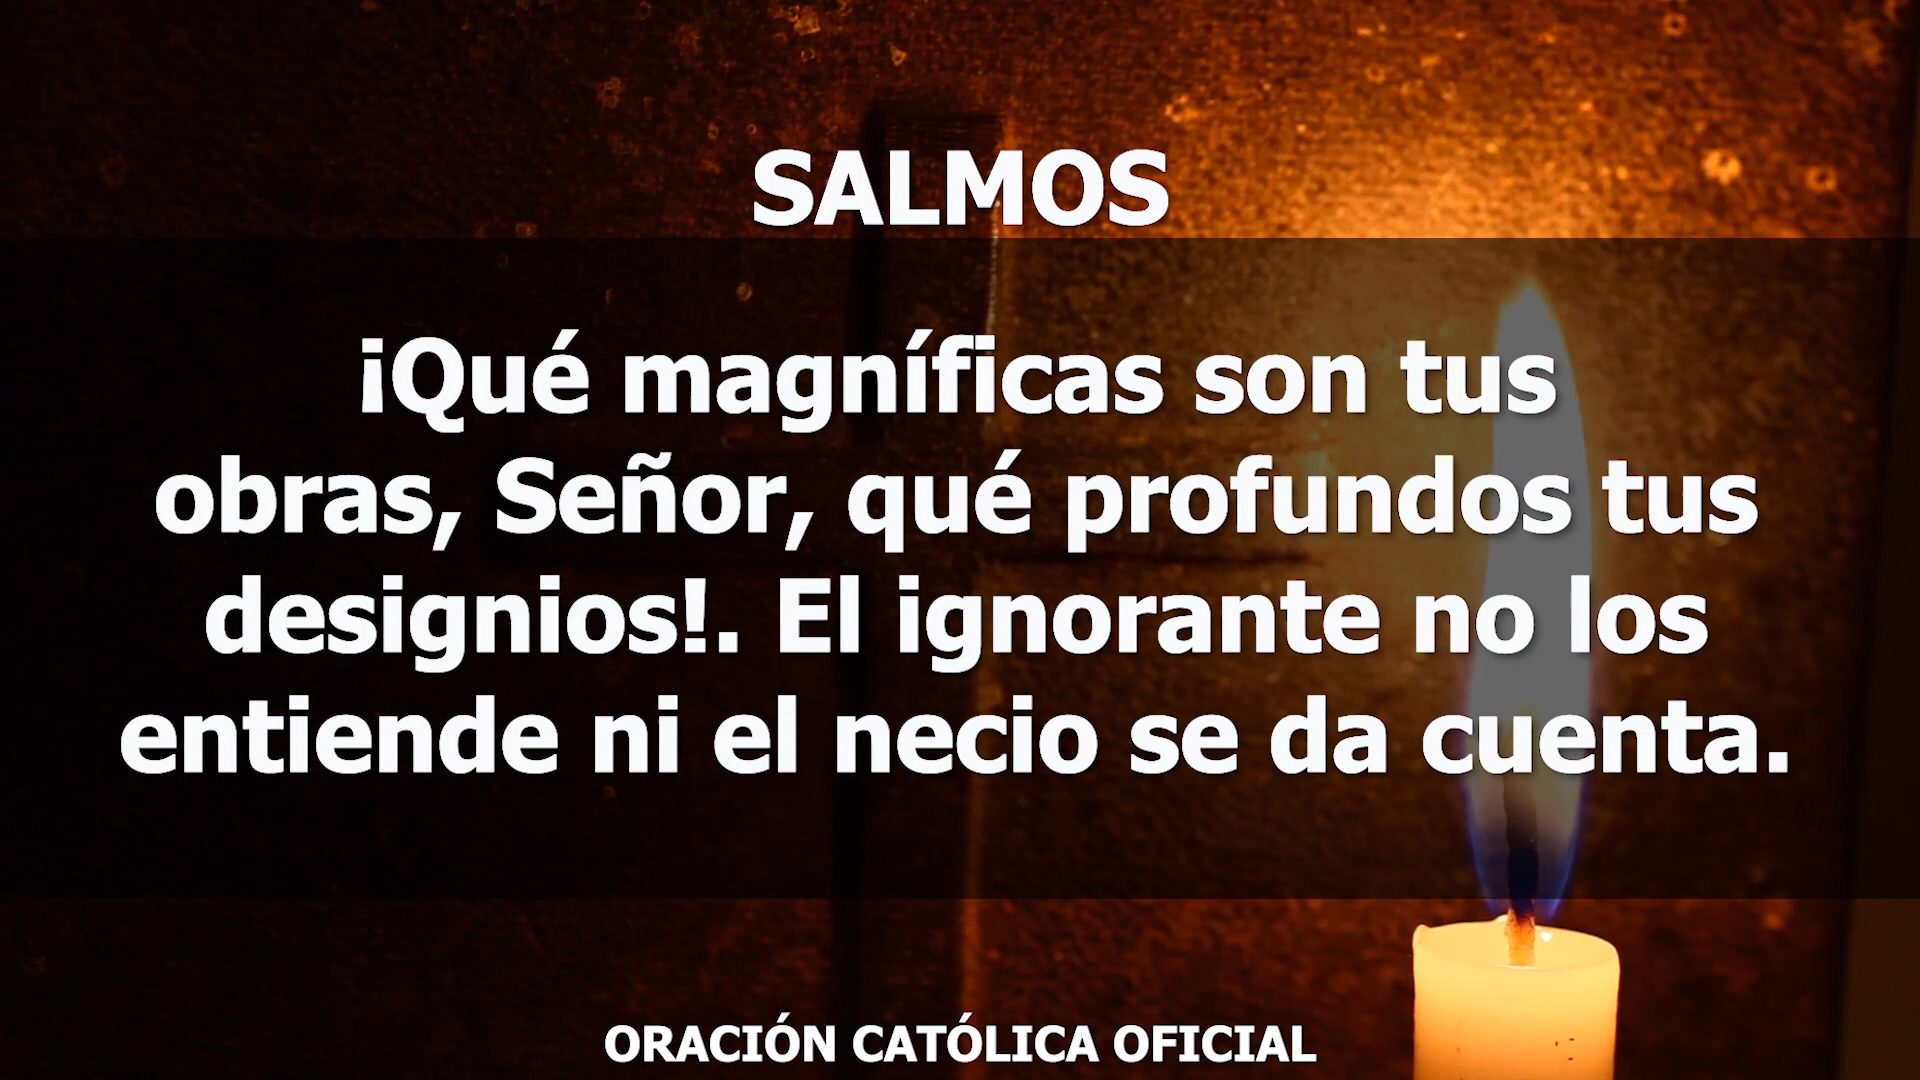 SALMOS
¡Qué magníficas son tus
obras, Señor, qué profundos tus
designios!. El ignorante no los
entiende ni el necio se da cuenta.
ORACIÓN CATÓLICA OFICIAL